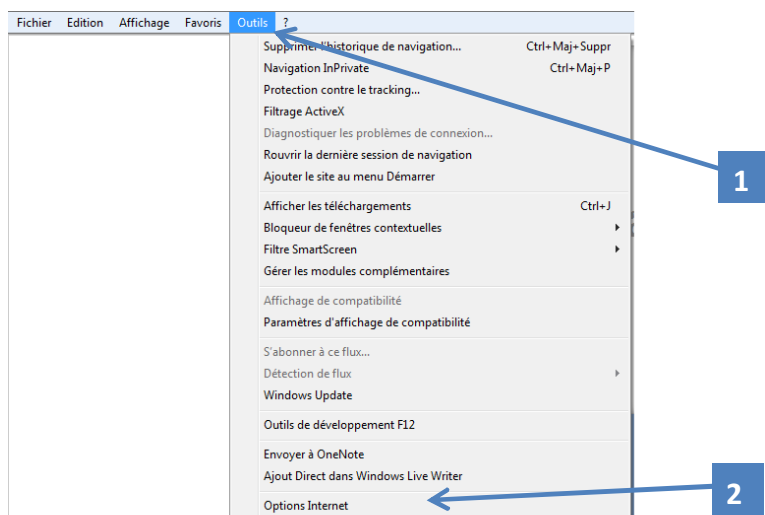 Fichier Edition Affichage Favoris Outils ?
Supprimer l'historique de navigation... Ctrl+Maj+Suppr
Navigation InPrivate Ctrl+Maj+P
Protection contre le tracking...
Filtrage ActiveX
Diagnostiquer les problèmes de connexion...
Rouvrir la dernière session de navigation
Ajouter le site au menu Démarrer
1
Afficher les téléchargements Ctrl+J
Bloqueur de fenêtres contextuelles
Filtre SmartScreen
Gérer les modules complémentaires
Affichage de compatibilité
Paramètres d'affichage de compatibilité
S'abonner à ce flux...
Détection de flux
Windows Update
Outils de développement F12
Envoyer à OneNote
Ajout Direct dans Windows Live Writer
Options Internet
2